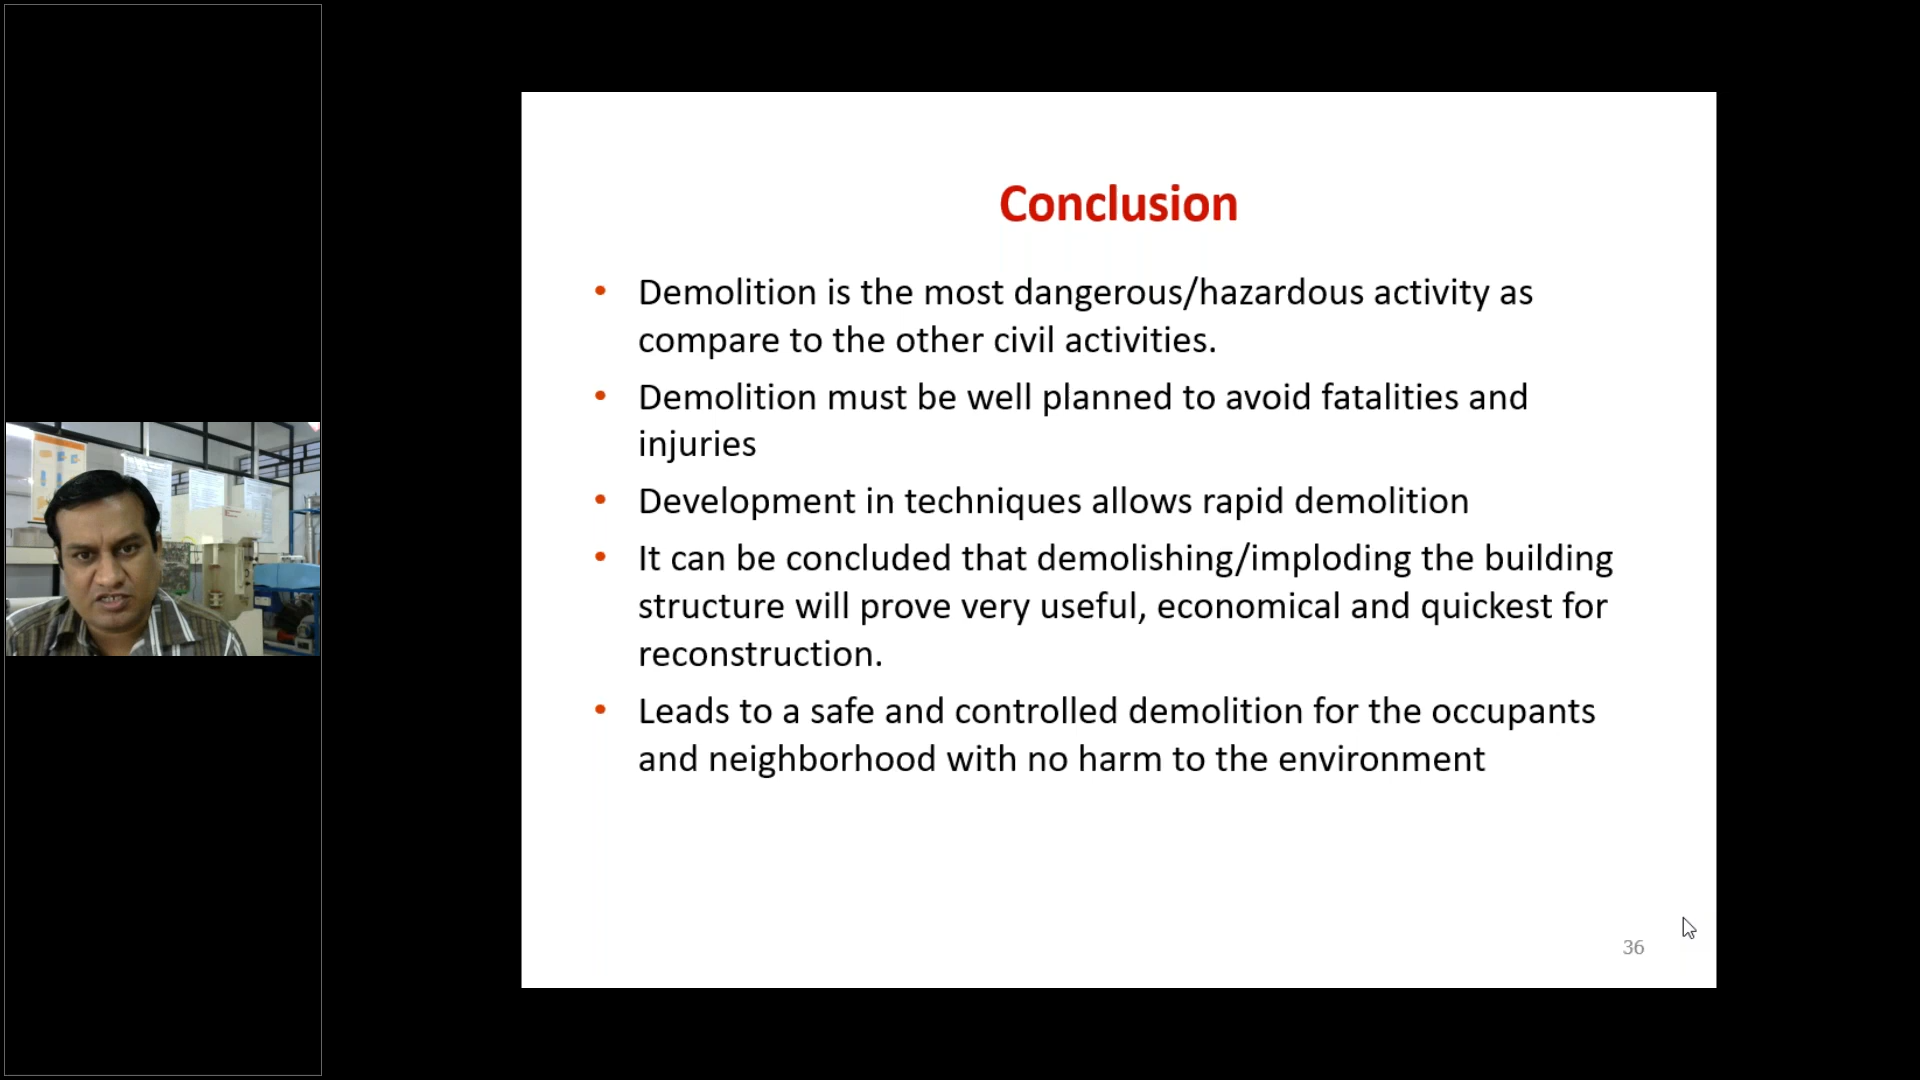 Conclusion
• Demolition is the most dangerous/hazardous activity as
compare to the other civil activities.
• Demolition must be well planned to avoid fatalities and
injuries
• Development in techniques allows rapid demolition
• It can be concluded that demolishing/imploding the building
structure will prove very useful, economical and quickest for
reconstruction.
• Leads to a safe and controlled demolition for the occupants
and neighborhood with no harm to the environment
36